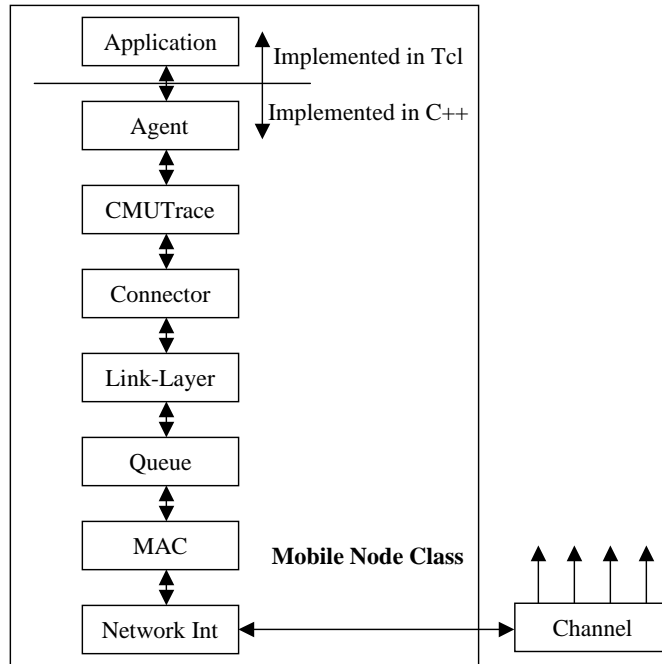 Application
Implemented in Tcl
Implemented in C++
Agent
CMUTrace
Connector
Link-Layer
Queue
MAC
Mobile Node Class
Network Int
Channel